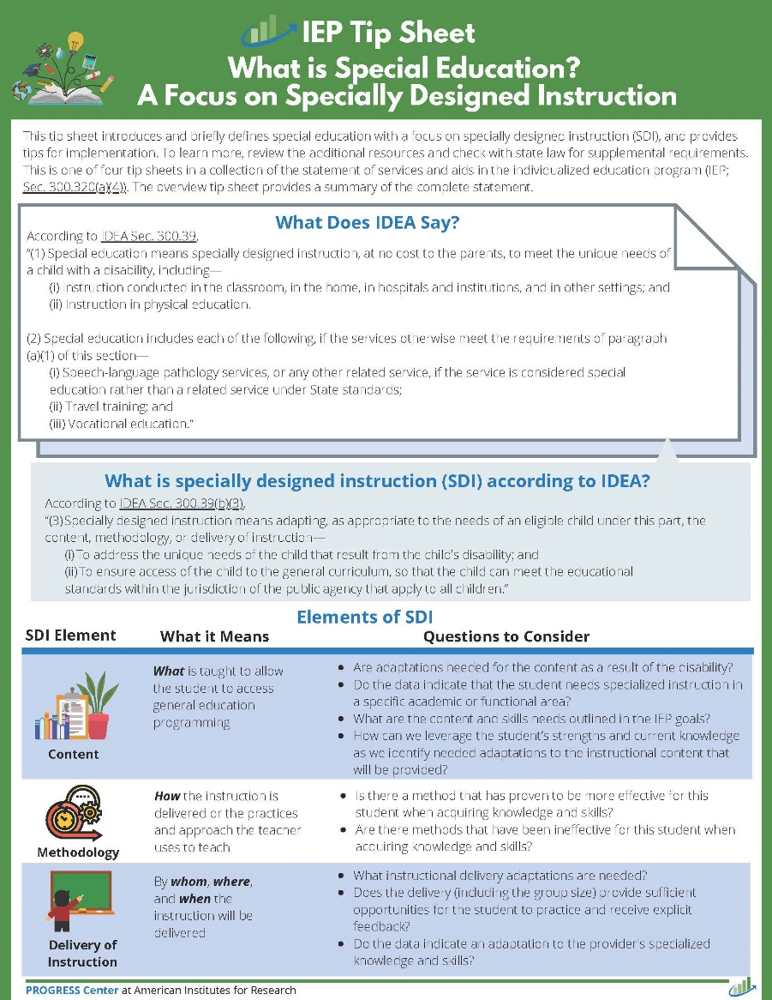 IEP Tip Sheet
What is Special Education?
A Focus on Specially Designed Instruction
This tip sheet introduces and briefly defines special education with a focus on specially designed instruction (SDI), and provides
tips for implementation. To learn more, review the additional resources and check with state law for supplemental requirements.
This is one of four tip sheets in a collection of the statement of services and aids in the individualized education program (IEP;
Sec. 300.320(a)(4)). The overview tip sheet provides a summary of the complete statement.
What Does IDEA Say?
According to IDEA Sec. 300.39,
"(1) Special education means specially designed instruction, at no cost to the parents, to meet the unique needs of
a child with a disability, including—
(i) Instruction conducted in the classroom, in the home, in hospitals and institutions, and in other settings; and
(ii) Instruction in physical education.
(2) Special education includes each of the following, if the services otherwise meet the requirements of paragraph
(a)(1) of this section—
(i) Speech-language pathology services, or any other related service, if the service is considered special
education rather than a related service under State standards;
(ii) Travel training; and
(iii) Vocational education."
What is specially designed instruction (SDI) according to IDEA?
According to IDEA Sec. 300.39(b)(3),
"(3)Specially designed instruction means adapting, as appropriate to the needs of an eligible child under this part, the
content, methodology, or delivery of instruction—
(i) To address the unique needs of the child that result from the child's disability; and
(ii) To ensure access of the child to the general curriculum, so that the child can meet the educational
standards within the jurisdiction of the public agency that apply to all children."
Elements of SDI
SDI Element What it Means Questions to Consider
Content
What is taught to allow
the student to access
general education
programming
• Are adaptations needed for the content as a result of the disability?
• Do the data indicate that the student needs specialized instruction in
a specific academic or functional area?
• What are the content and skills needs outlined in the IEP goals?
• How can we leverage the student's strengths and current knowledge
as we identify needed adaptations to the instructional content that
will be provided?
Methodology
How the instruction is
delivered or the practices
and approach the teacher
uses to teach
• Is there a method that has proven to be more effective for this
student when acquiring knowledge and skills?
• Are there methods that have been ineffective for this student when
acquiring knowledge and skills?
Delivery of
Instruction
By whom, where,
and when the
instruction will be
delivered
• What instructional delivery adaptations are needed?
• Does the delivery (including the group size) provide sufficient
opportunities for the student to practice and receive explicit
feedback?
• Do the data indicate an adaptation to the provider's specialized
knowledge and skills?
PROGRESS Center at American Institutes for Research